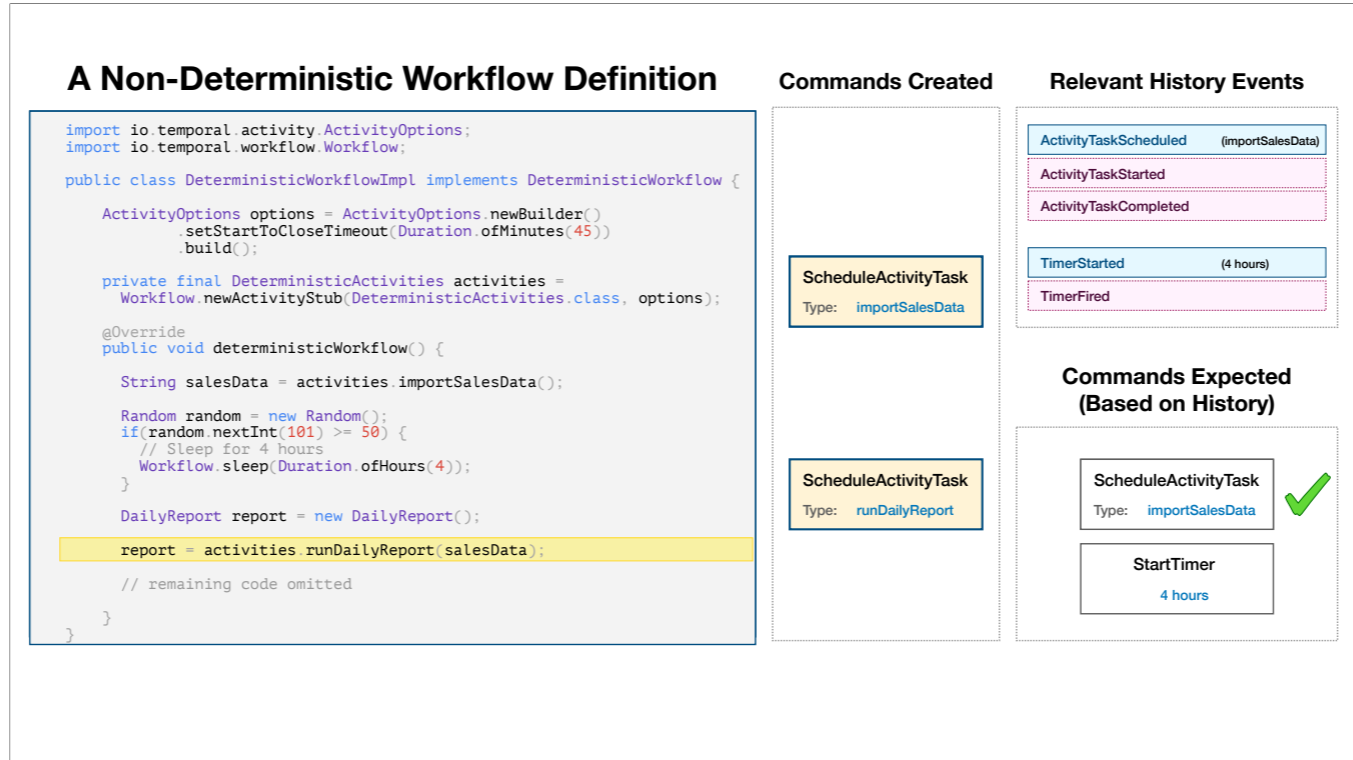 A Non-Deterministic Workflow Definition
import io.temporal.activity.ActivityOptions;
import io.temporal.workflow.Workflow;
public class DeterministicWorkflowImpl implements DeterministicWorkflow {
ActivityOptions options = ActivityOptions.newBuilder()
.setStartToCloseTimeout(Duration.ofMinutes(45))
.build();
private final DeterministicActivities activities =
Workflow.newActivityStub(DeterministicActivities.class, options);
@Override
public void deterministicWorkflow() {
String salesData = activities.importSalesData();
Random random = new Random();
if(random.nextInt(101) >= 50) {
// Sleep for 4 hours
Workflow.sleep(Duration.ofHours(4));
}
DailyReport report = new DailyReport();
report = activities.runDailyReport(salesData);
// remaining code omitted
}
}
Commands Created
ScheduleActivityTask
Type: importSalesData
ScheduleActivityTask
Type: runDailyReport
Relevant History Events
ActivityTaskScheduled (importSalesData)
ActivityTaskStarted
ActivityTaskCompleted
TimerStarted (4 hours)
TimerFired
Commands Expected
(Based on History)
ScheduleActivityTask
Type: importSalesData
StartTimer
4 hours